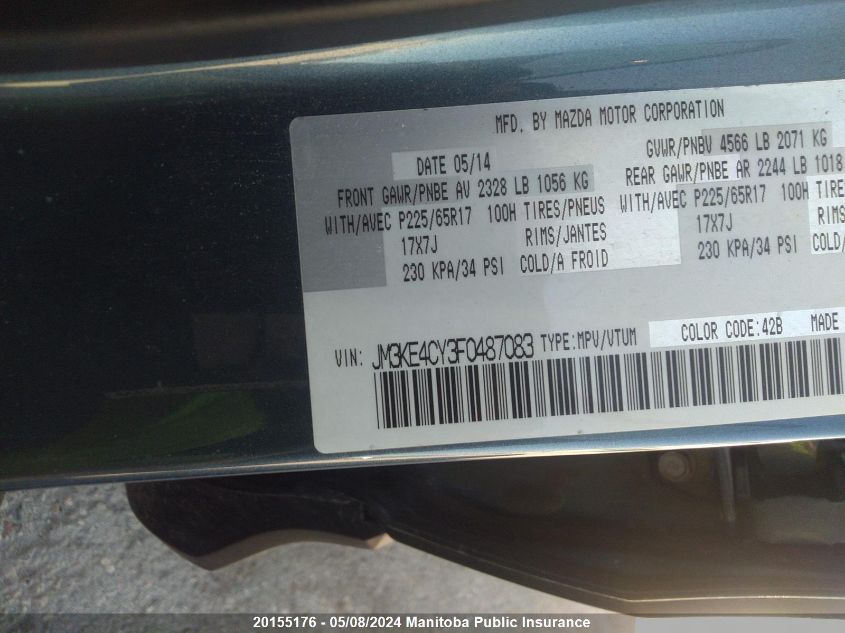 MFD. BY MAZDA MOTOR CORPORATION
DATE 05/14 GVWR/PNBV 4566 LB 2071 KG
FRONT GAWR/PNBE AV 2328 LB 1056 KG REAR GAWR/PNBE AR 2244 LB 1018
WITH/AVEC P225/65R17 100H TIRES/PNEUS WITH/AVEC P225/65R17 100H TIRES
17X7J RIMS/JANTES 17X7J RIMS
230 KPA/34 PSI COLD/A FROID 230 KPA/34 PSI COLD/
VIN: JM3KE4CY3F0487083 TYPE:MPV/VTUM COLOR CODE:42B MADE
20155176 - 05/08/2024 Manitoba Public Insurance